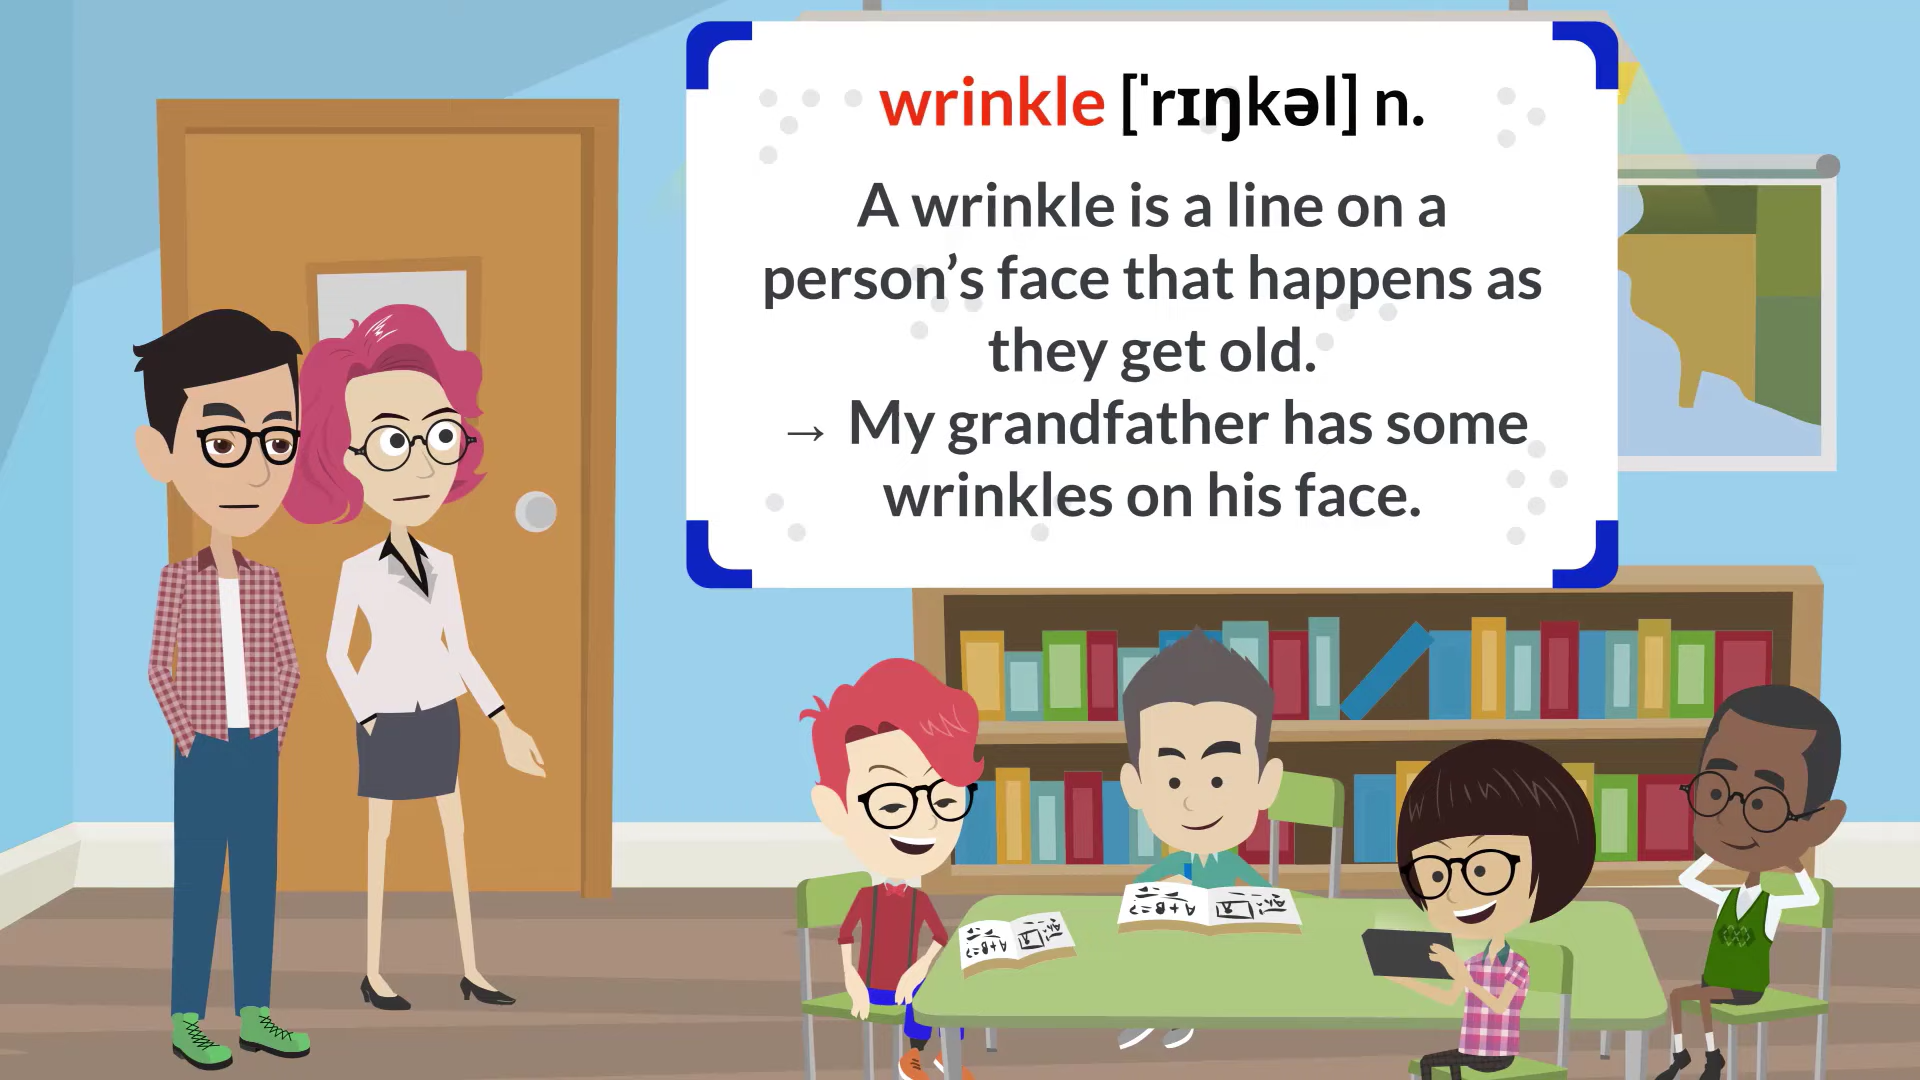 wrinkle [ˈrɪŋkəl] n.
A wrinkle is a line on a
person’s face that happens as
they get old.
→ My grandfather has some
wrinkles on his face.